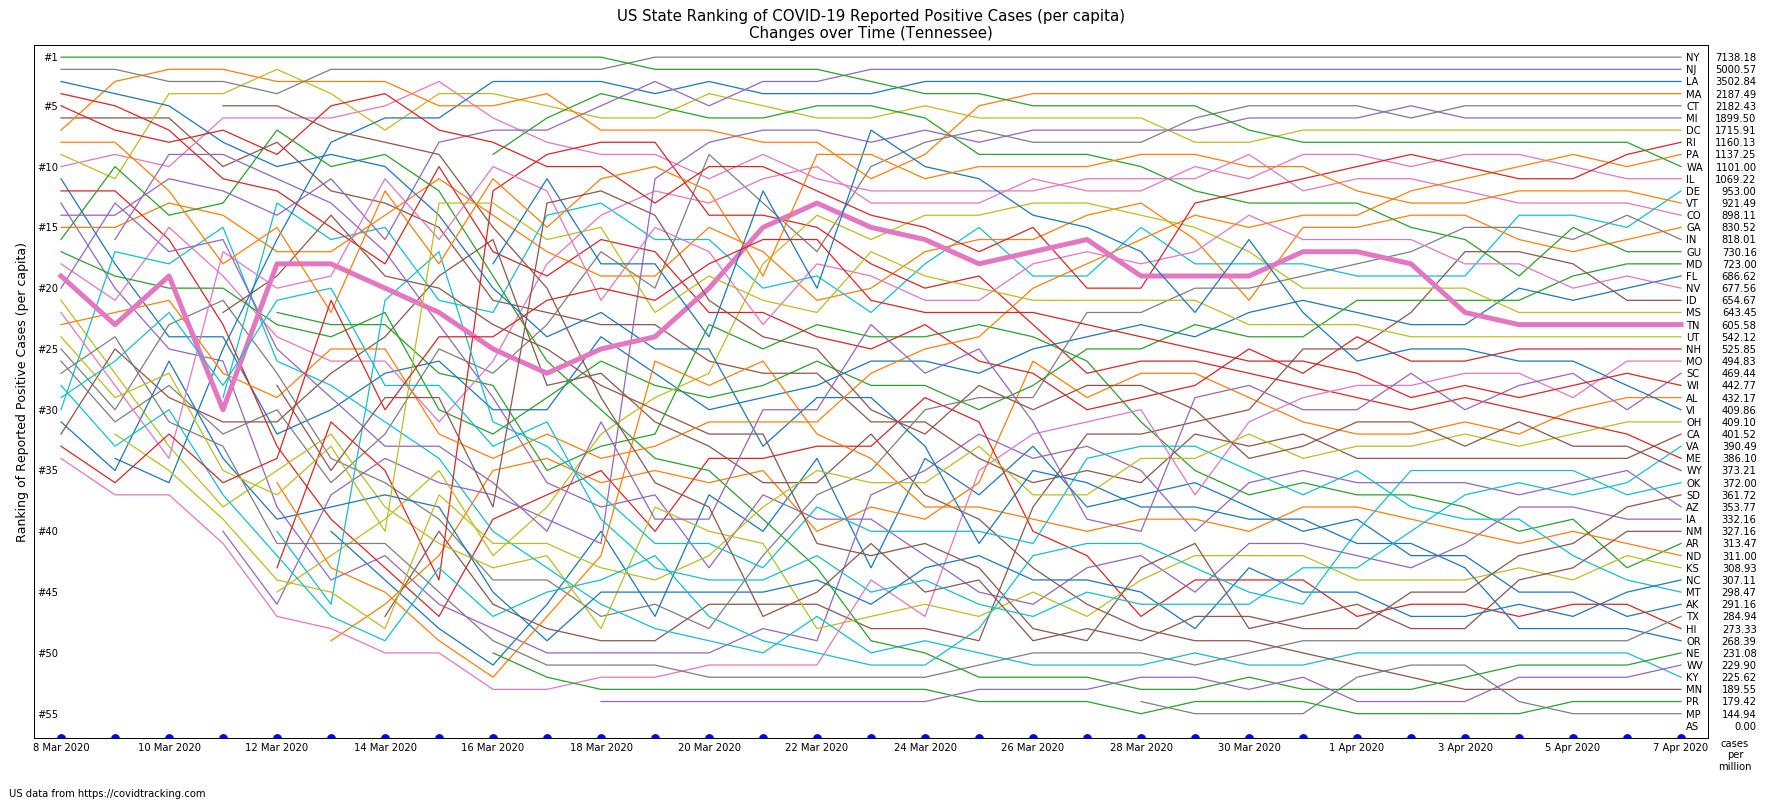 US State Ranking of COVID-19 Reported Positive Cases (per capita)
Changes over Time (Tennessee)
Ranking of Reported Positive Cases (per capita)
#1
#5
#10
#15
#20
#25
#30
#35
#40
#45
#50
#55
NY 7138.18
NJ 5000.57
LA 3502.84
MA 2187.49
CT 2182.43
MI 1899.50
DC 1715.91
RI 1160.13
PA 1137.25
WA 1101.00
IL 1069.22
DE 953.00
VT 921.49
CO 898.11
GA 830.52
IN 818.01
GU 730.16
MD 723.00
FL 686.62
NV 677.56
ID 654.67
MS 643.45
TN 605.58
UT 542.12
NH 525.85
MO 494.83
SC 469.44
WI 442.77
AL 432.17
VI 409.86
OH 409.10
CA 401.52
VA 390.49
ME 386.10
WY 373.21
OK 372.00
SD 361.72
AZ 353.77
IA 332.16
NM 327.16
AR 313.47
ND 311.00
KS 308.93
NC 307.11
MT 298.47
AK 291.16
TX 284.94
HI 273.33
OR 268.39
NE 231.08
WV 229.90
KY 225.62
MN 189.55
PR 179.42
MP 144.94
AS 0.00
8 Mar 2020 10 Mar 2020 12 Mar 2020 14 Mar 2020 16 Mar 2020 18 Mar 2020 20 Mar 2020 22 Mar 2020 24 Mar 2020 26 Mar 2020 28 Mar 2020 30 Mar 2020 1 Apr 2020 3 Apr 2020 5 Apr 2020 7 Apr 2020
cases
per
million
US data from https://covidtracking.com